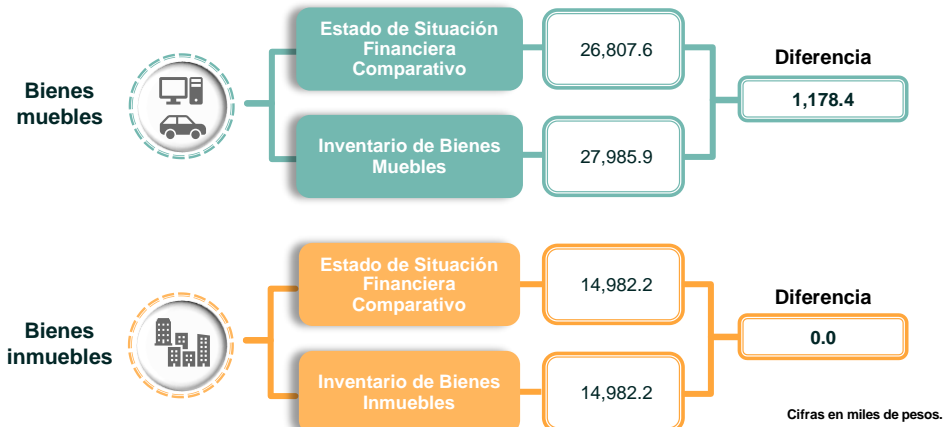 Bienes
muebles
Estado de Situación
Financiera
Comparativo
26,807.6
Inventario de Bienes
Muebles
27,985.9
Diferencia
1,178.4
Bienes
inmuebles
Estado de Situación
Financiera
Comparativo
14,982.2
Inventario de Bienes
Inmuebles
14,982.2
Diferencia
0.0
Cifras en miles de pesos.